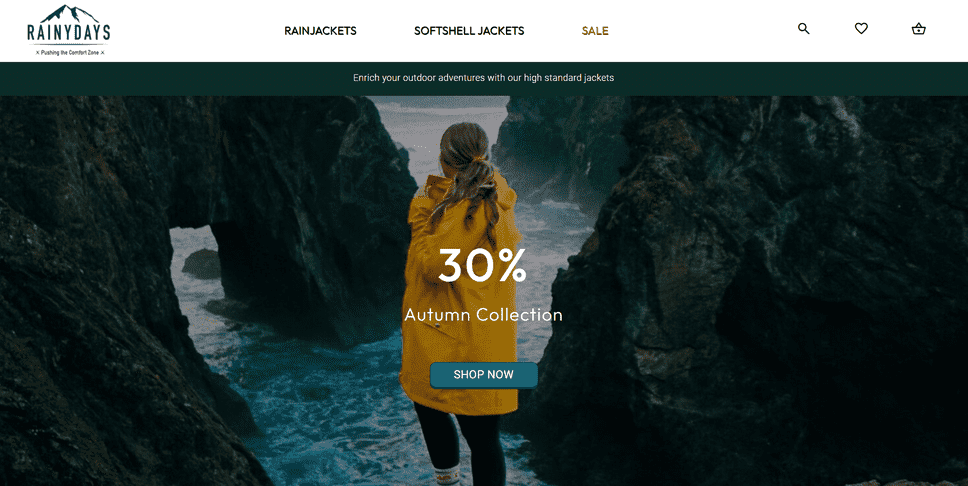 RAINYDAYS
× Pushing the Comfort Zone ×
RAINJACKETS
SOFTSHELL JACKETS
SALE
Enrich your outdoor adventures with our high standard jackets
30%
Autumn Collection
SHOP NOW